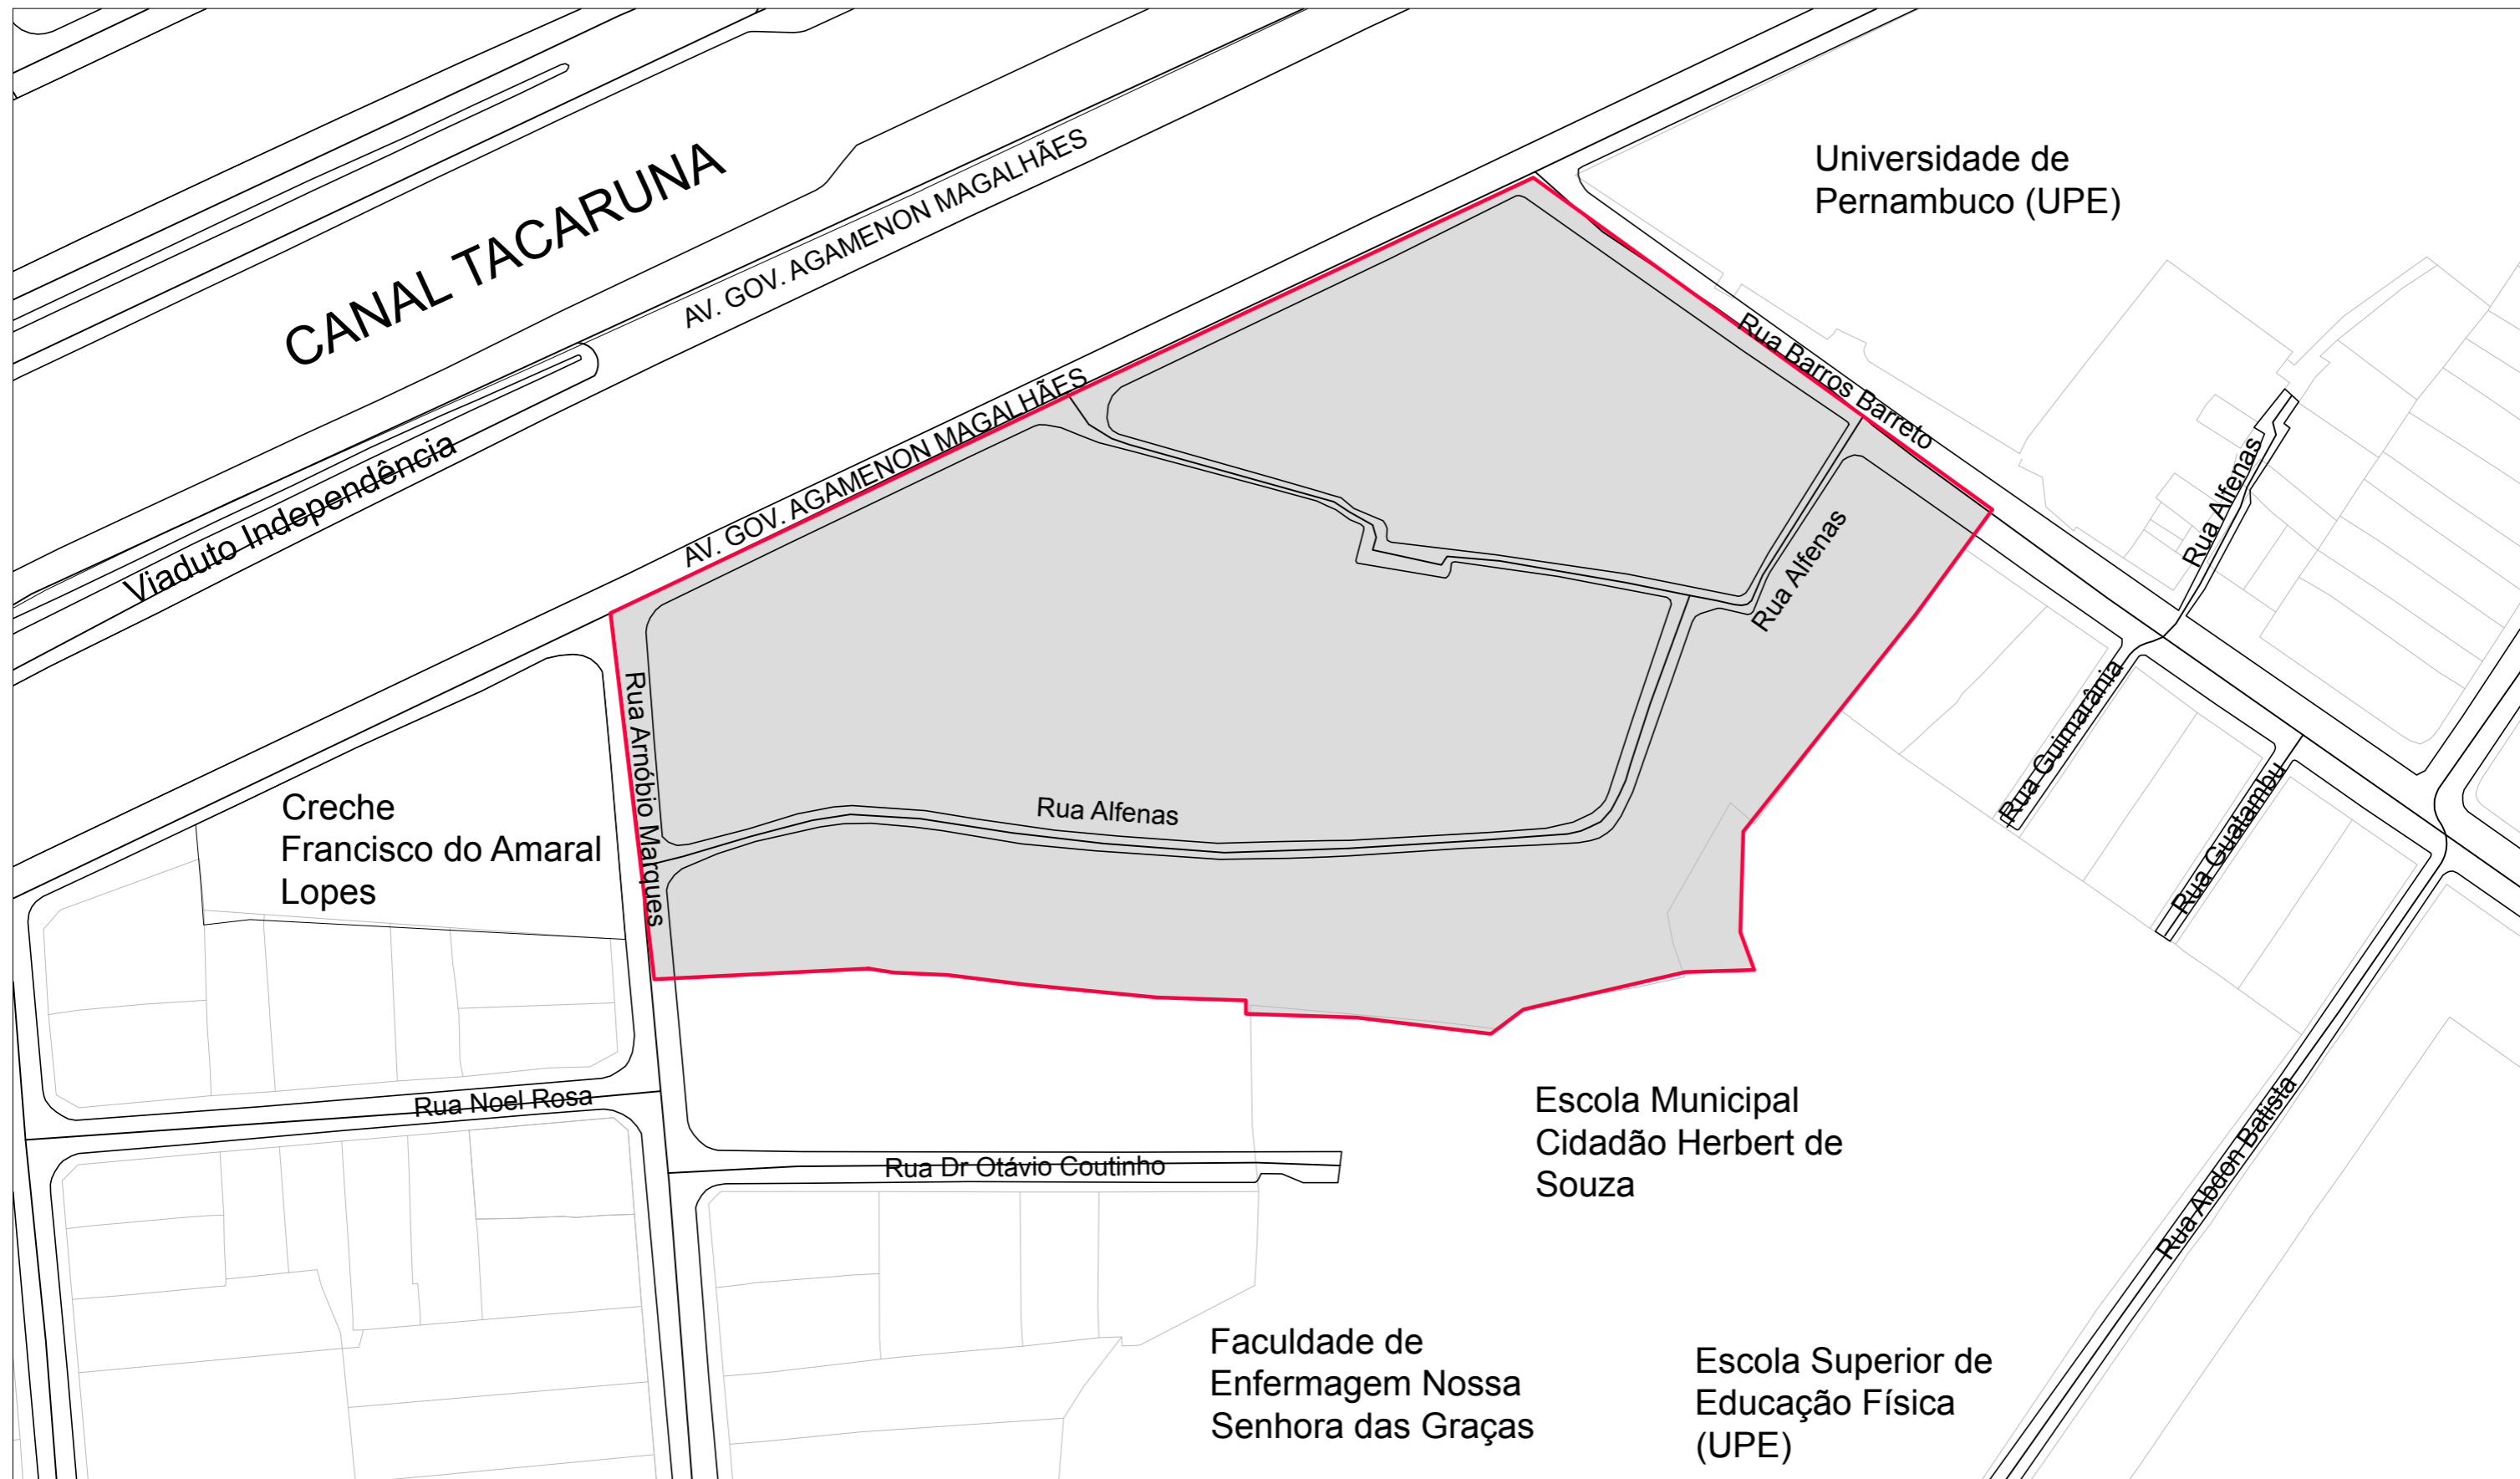 Universidade de
Pernambuco (UPE)
CANAL TACARUNA
AV. GOV. AGAMENON MAGALHÃES
Rua Barros Barreto
AV. GOV. AGAMENON MAGALHÃES
Viaduto Independência
Rua Alfenas
Rua Alfenas
Rua Arnóbio Marques
Rua Guimarânia
Rua Guatambu
Creche
Francisco do Amaral
Lopes
Rua Alfenas
Rua Noel Rosa
Escola Municipal
Cidadão Herbert de
Souza
Rua Dr Otávio Coutinho
Rua Abdon Batista
Faculdade de
Enfermagem Nossa
Senhora das Graças
Escola Superior de
Educação Física
(UPE)